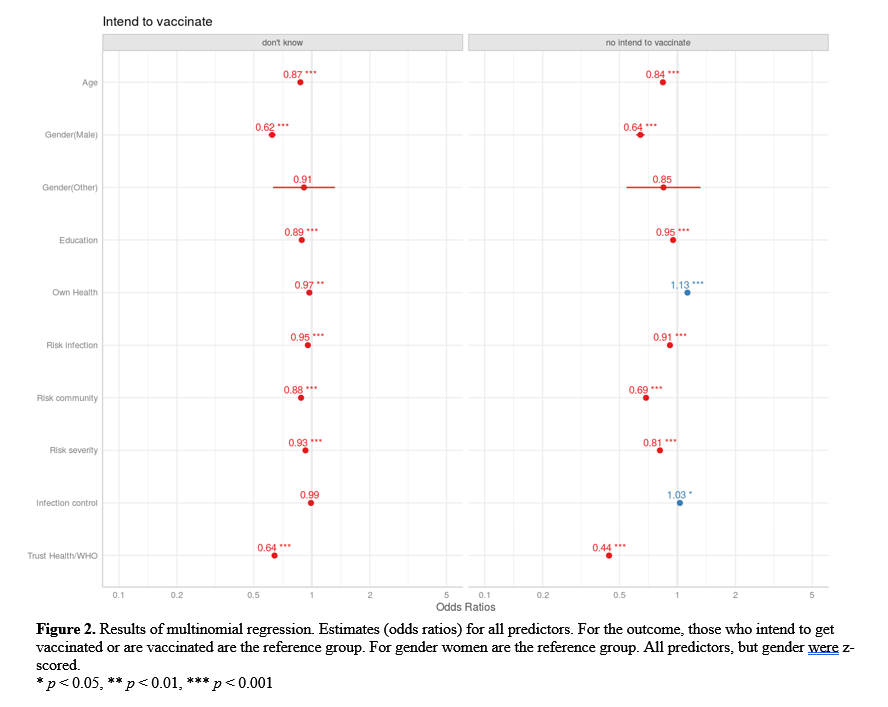 Intend to vaccinate
don't know
no intend to vaccinate
Age
0.87 ***
0.84 ***
Gender(Male)
0.62 ***
0.64 ***
Gender(Other)
0.91
0.85
Education
0.89 ***
0.95 ***
Own Health
0.97 **
1.13 ***
Risk infection
0.95 ***
0.91 ***
Risk community
0.88 ***
0.69 ***
Risk severity
0.93 ***
0.81 ***
Infection control
0.99
1.03 *
Trust Health/WHO
0.64 ***
0.44 ***
0.1 0.2 0.5 1 2 5 0.1 0.2 0.5 1 2 5
Odds Ratios
Figure 2. Results of multinomial regression. Estimates (odds ratios) for all predictors. For the outcome, those who intend to get
vaccinated or are vaccinated are the reference group. For gender women are the reference group. All predictors, but gender were z-
scored.
* p < 0.05, ** p < 0.01, *** p < 0.001